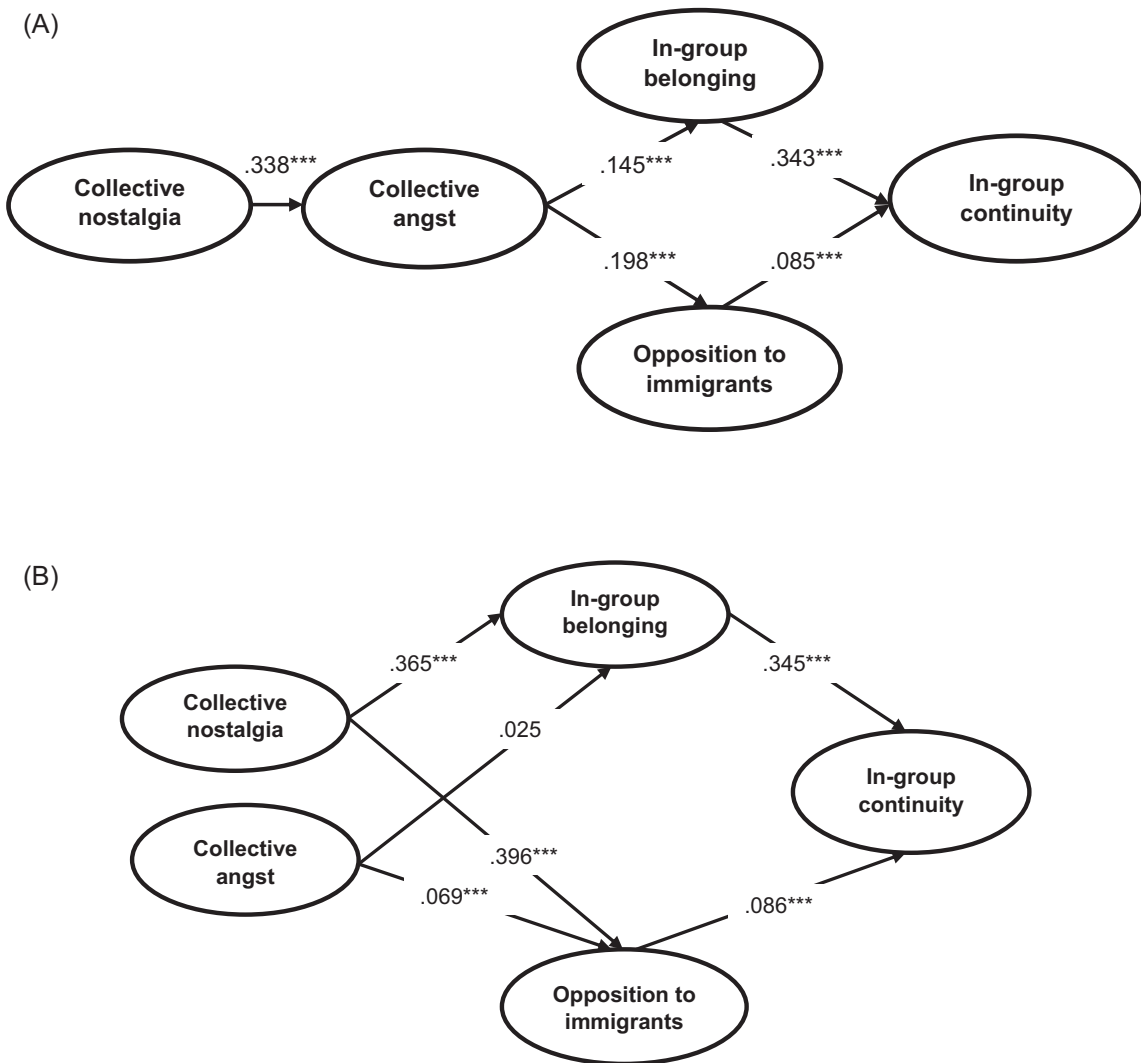 (A)
In-group
belonging
.338***
.145***
.343***
Collective
nostalgia
Collective
angst
In-group
continuity
.198***
.085***
Opposition to
immigrants
(B)
In-group
belonging
.365***
.345***
Collective
nostalgia
.025
In-group
continuity
Collective
angst
.396***
.069***
.086***
Opposition to
immigrants